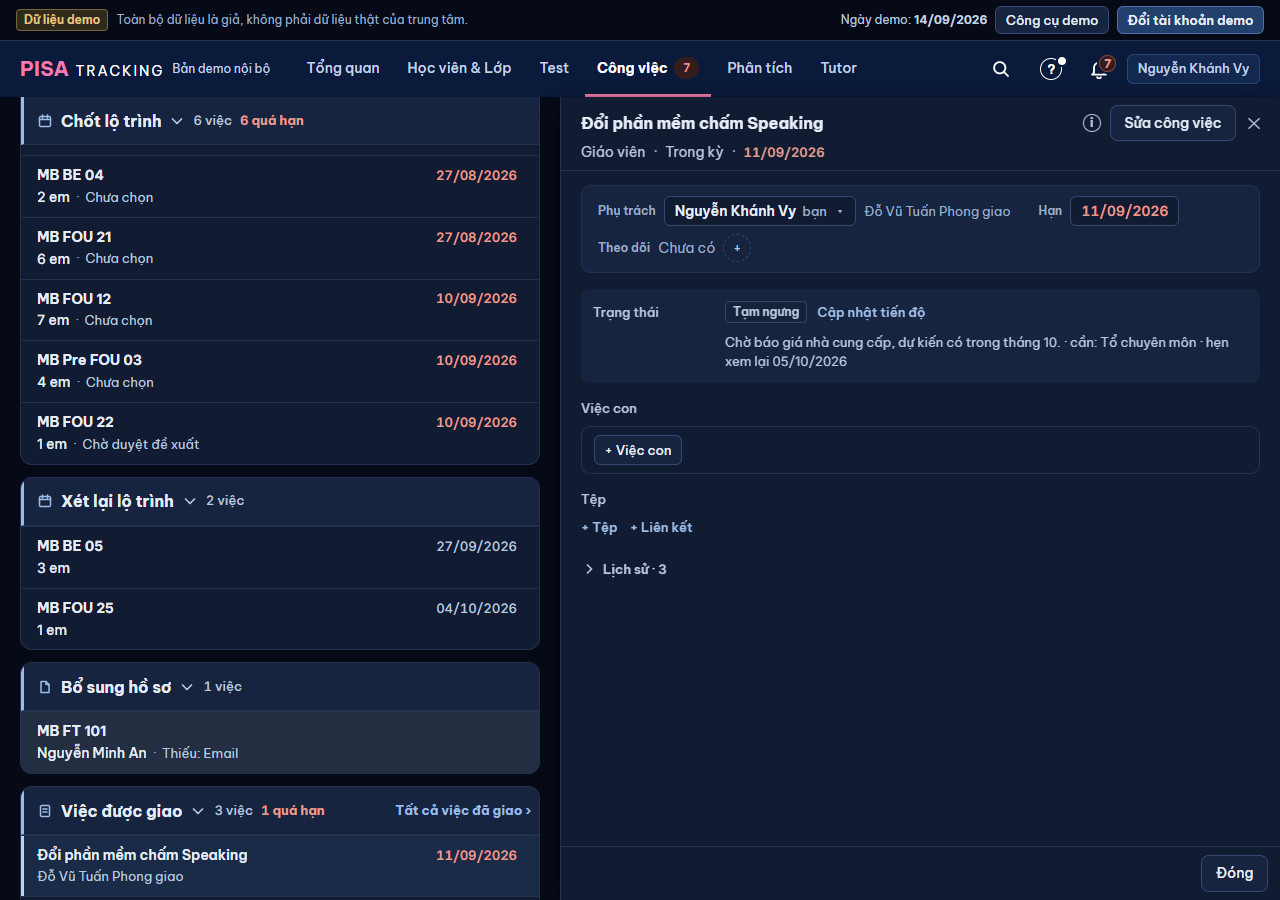 Dữ liệu demo Toàn bộ dữ liệu là giả, không phải dữ liệu thật của trung tâm. Ngày demo: 14/09/2026 Công cụ demo Đổi tài khoản demo
PISA TRACKING Bản demo nội bộ Tổng quan Học viên & Lớp Test Công việc 7 Phân tích Tutor ? 7 Nguyễn Khánh Vy
Chốt lộ trình 6 việc 6 quá hạn
MB BE 04 27/08/2026
2 em · Chưa chọn
MB FOU 21 27/08/2026
6 em · Chưa chọn
MB FOU 12 10/09/2026
7 em · Chưa chọn
MB Pre FOU 03 10/09/2026
4 em · Chưa chọn
MB FOU 22 10/09/2026
1 em · Chờ duyệt đề xuất
Xét lại lộ trình 2 việc
MB BE 05 27/09/2026
3 em
MB FOU 25 04/10/2026
1 em
Bổ sung hồ sơ 1 việc
MB FT 101
Nguyễn Minh An · Thiếu: Email
Việc được giao 3 việc 1 quá hạn Tất cả việc đã giao ›
Đổi phần mềm chấm Speaking 11/09/2026
Đỗ Vũ Tuấn Phong giao
Đổi phần mềm chấm Speaking Sửa công việc
Giáo viên · Trong kỳ · 11/09/2026
Phụ trách Nguyễn Khánh Vy bạn Đỗ Vũ Tuấn Phong giao Hạn 11/09/2026
Theo dõi Chưa có +
Trạng thái Tạm ngưng Cập nhật tiến độ
Chờ báo giá nhà cung cấp, dự kiến có trong tháng 10. · cần: Tổ chuyên môn · hẹn
xem lại 05/10/2026
Việc con
+ Việc con
Tệp
+ Tệp + Liên kết
Lịch sử · 3
Đóng